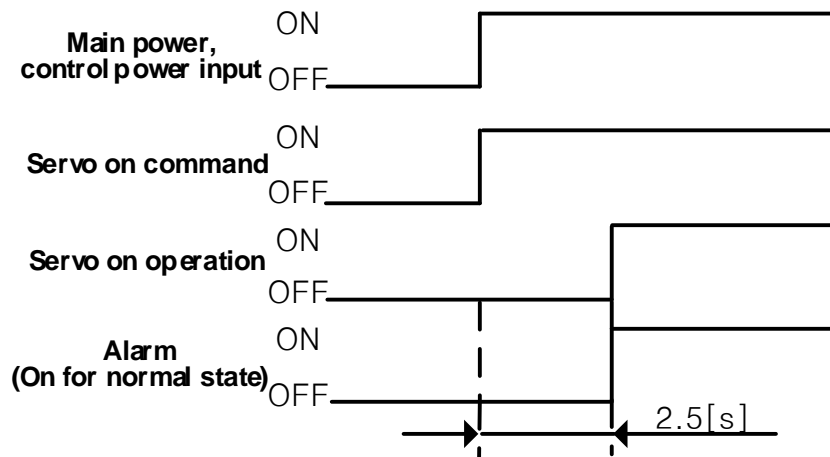 Main power,
control power input
ON
OFF
Servo on command
ON
OFF
Servo on operation
ON
OFF
Alarm
(On for normal state)
ON
OFF
2.5[s]